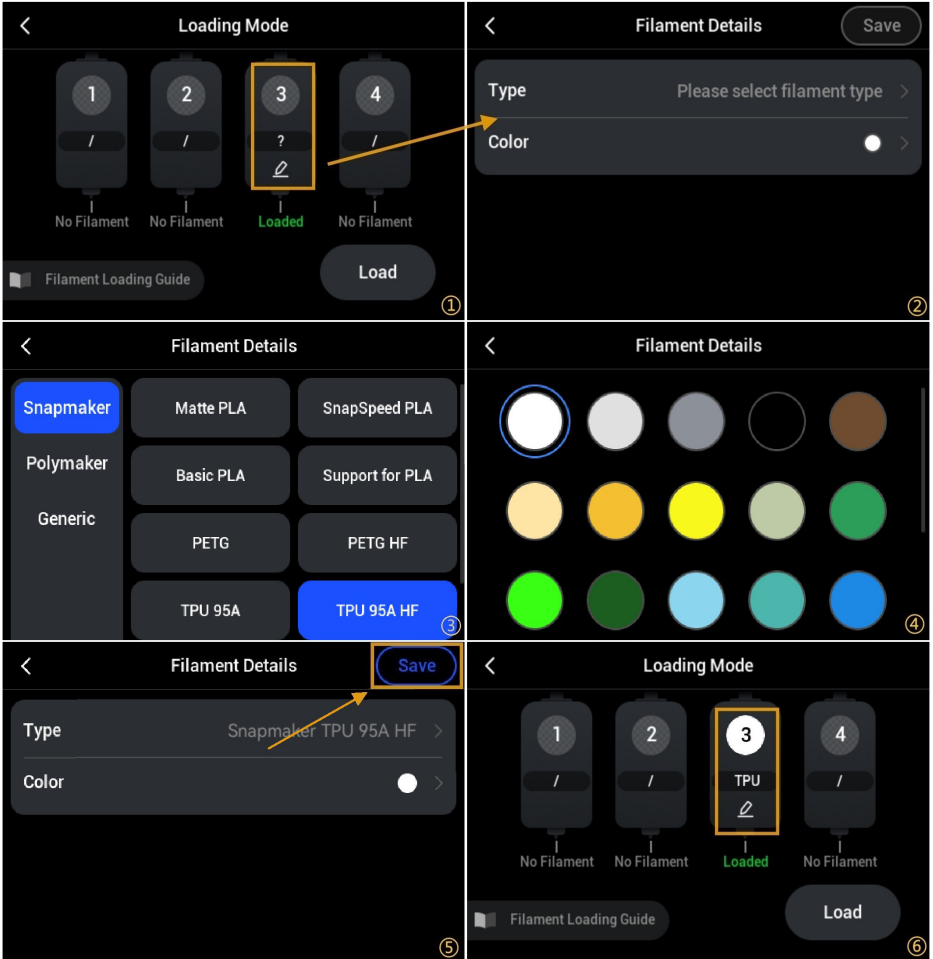 Loading Mode
1 2 3 4
/ / ? /
No Filament No Filament Loaded No Filament
Filament Loading Guide Load
①
Filament Details Save
Type Please select filament type
Color
②
Filament Details
Snapmaker Matte PLA SnapSpeed PLA
Polymaker Basic PLA Support for PLA
Generic PETG PETG HF
TPU 95A TPU 95A HF
③
Filament Details
④
Filament Details Save
Type Snapmaker TPU 95A HF
Color
⑤
Loading Mode
1 2 3 4
/ / TPU /
No Filament No Filament Loaded No Filament
Filament Loading Guide Load
⑥